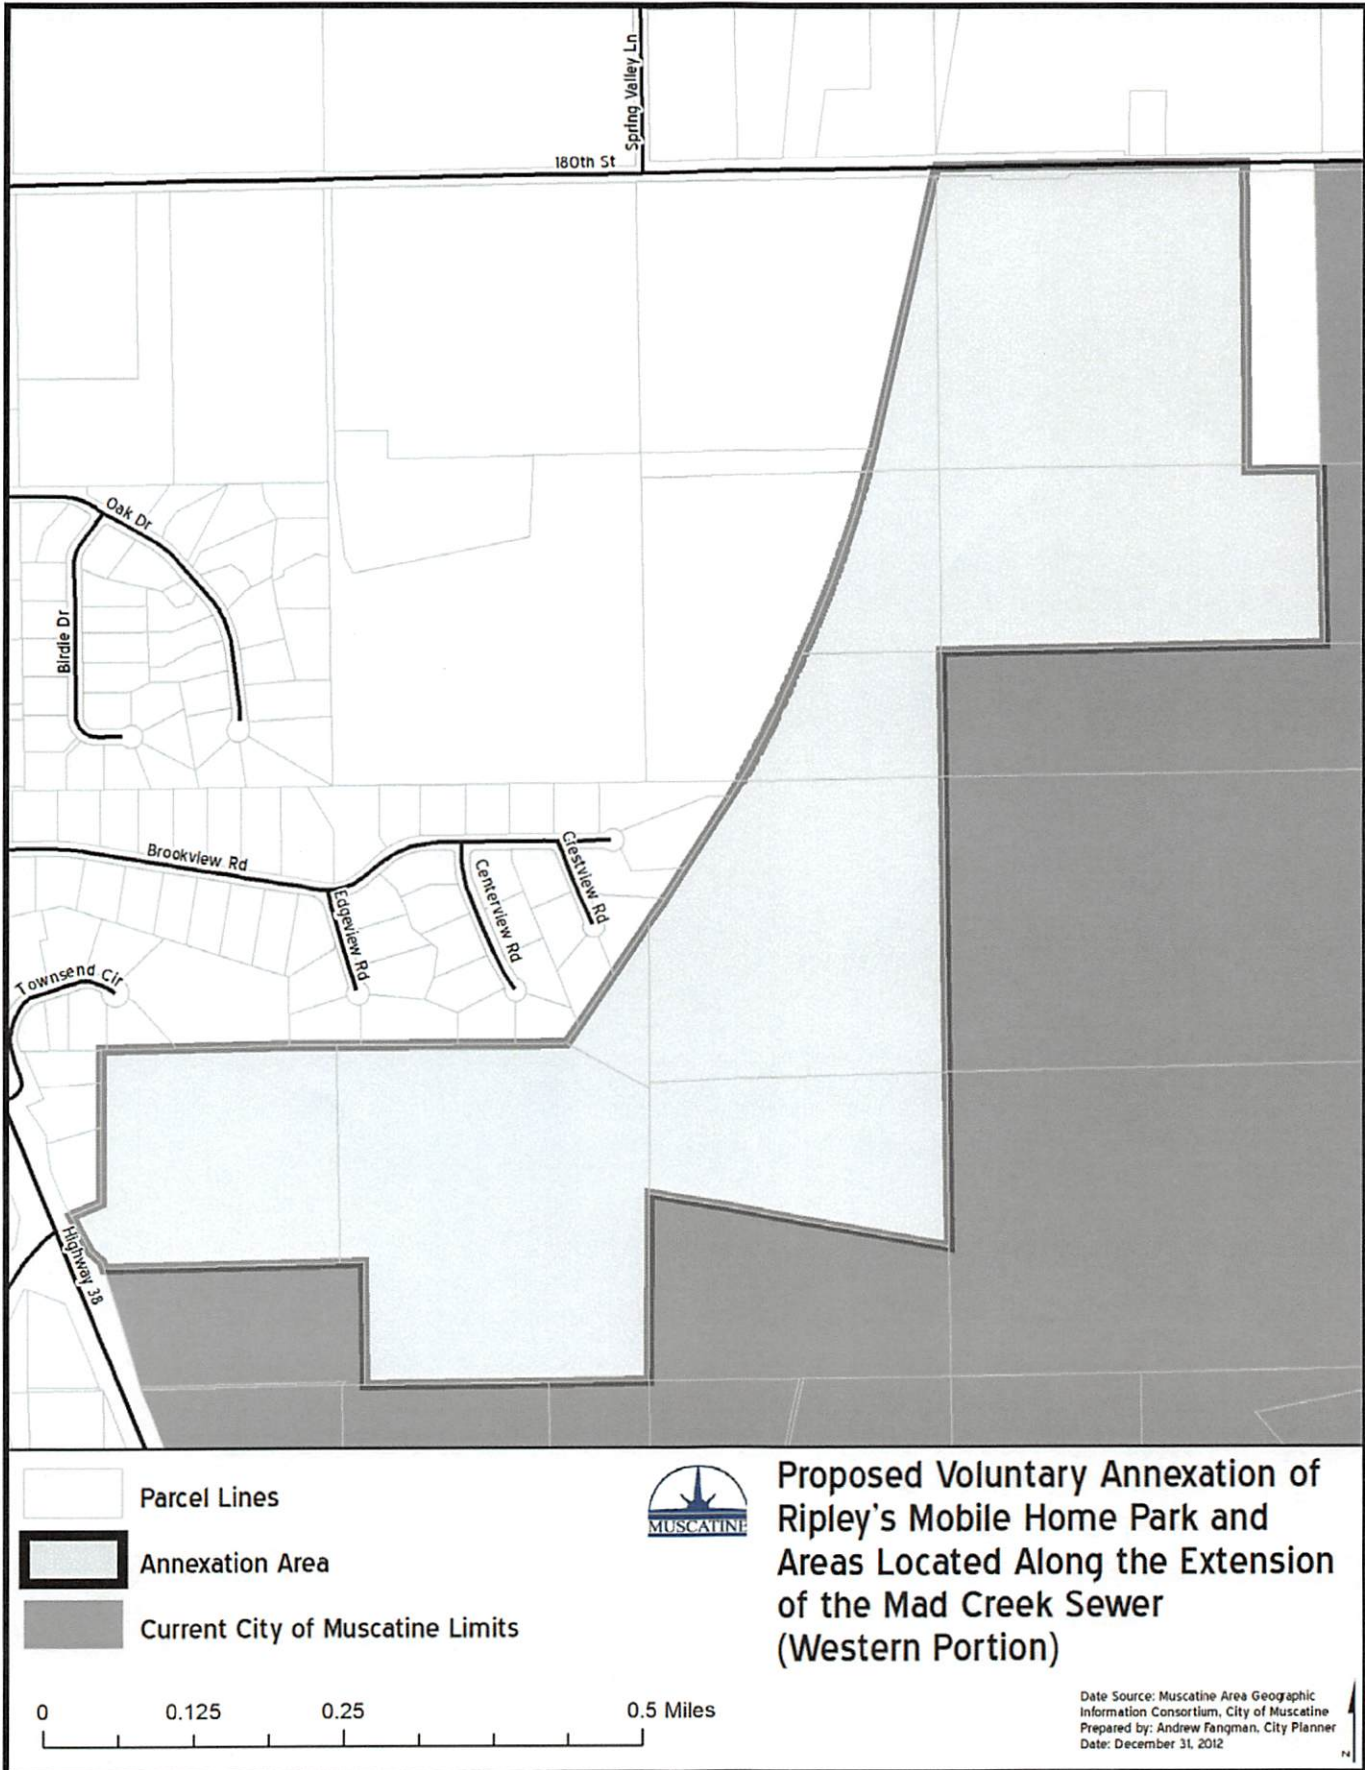 Spring Valley Ln
180th St
Oak Dr
Birdie Dr
Brookview Rd
Crestview Rd
Centerview Rd
Edgeview Rd
Townsend Cir
Highway 38
Parcel Lines
Annexation Area
Current City of Muscatine Limits
MUSCATINE
Proposed Voluntary Annexation of
Ripley's Mobile Home Park and
Areas Located Along the Extension
of the Mad Creek Sewer
(Western Portion)
0 0.125 0.25 0.5 Miles
Date Source: Muscatine Area Geographic
Information Consortium, City of Muscatine
Prepared by: Andrew Fangman, City Planner
Date: December 31, 2012
N